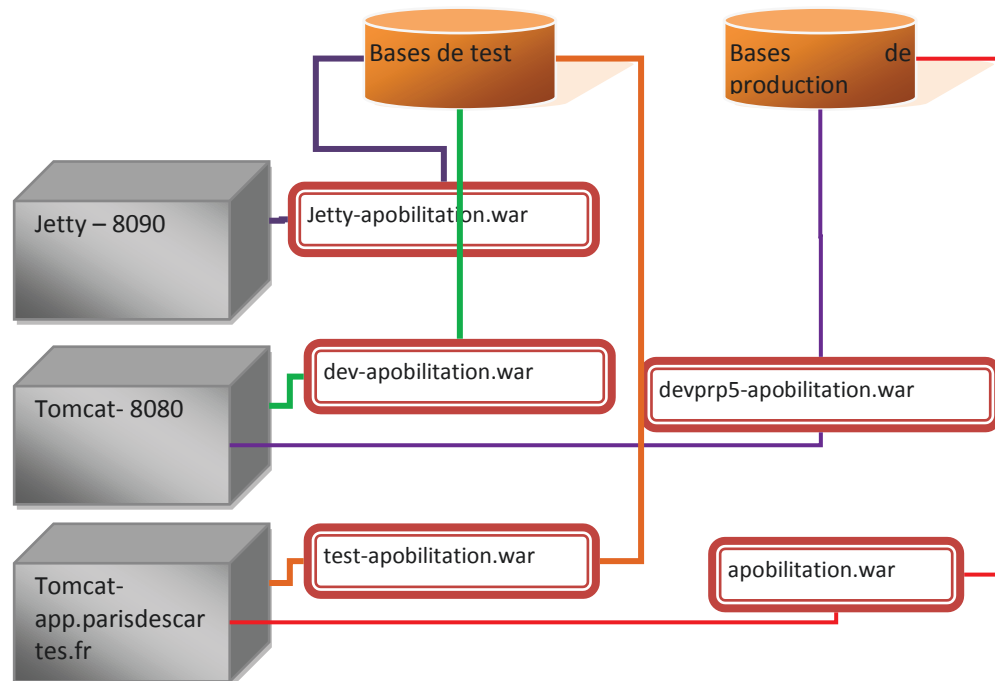 Bases de test
Bases de
production
Jetty – 8090
Jetty-apobilitation.war
dev-apobilitation.war
devprp5-apobilitation.war
Tomcat- 8080
test-apobilitation.war
apobilitation.war
Tomcat-
app.parisdescar
tes.fr